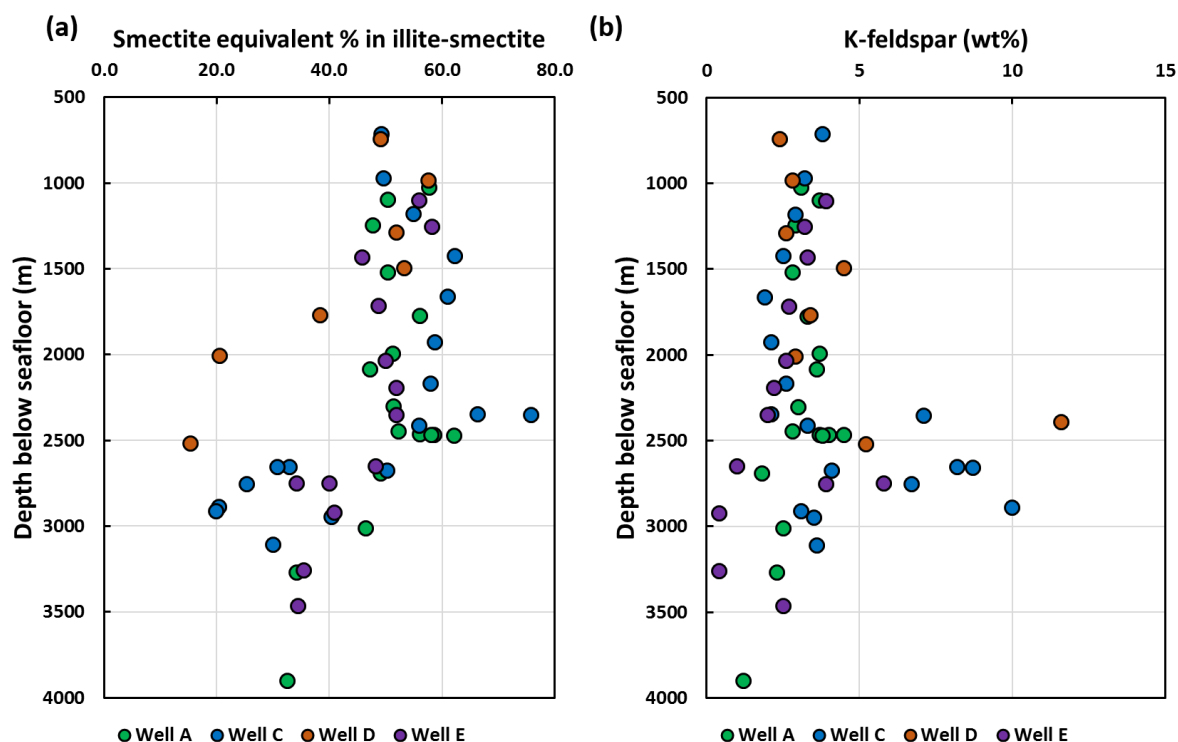 (a) Smectite equivalent % in illite-smectite
0.0 20.0 40.0 60.0 80.0
Depth below seafloor (m)
500
1000
1500
2000
2500
3000
3500
4000
Well A Well C Well D Well E
(b) K-feldspar (wt%)
0 5 10 15
Depth below seafloor (m)
500
1000
1500
2000
2500
3000
3500
4000
Well A Well C Well D Well E